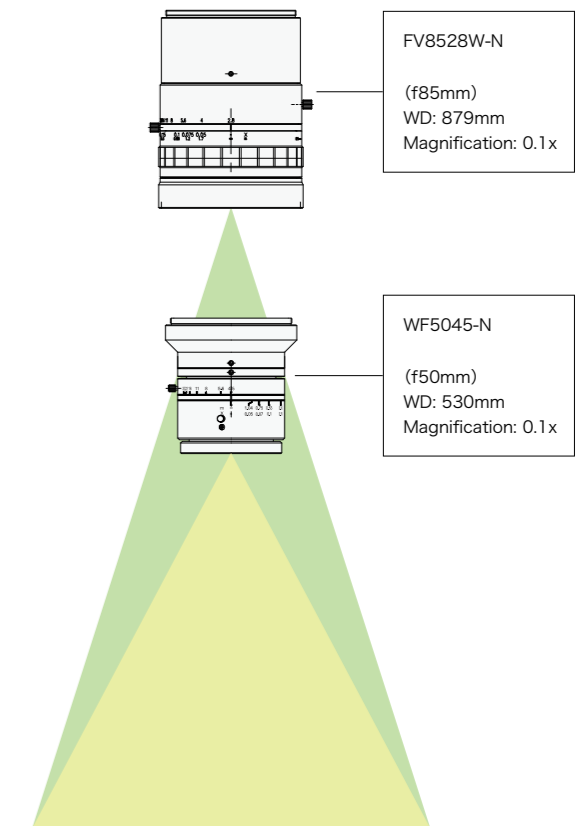 FV8528W-N
(f85mm)
WD: 879mm
Magnification: 0.1x
WF5045-N
(f50mm)
WD: 530mm
Magnification: 0.1x